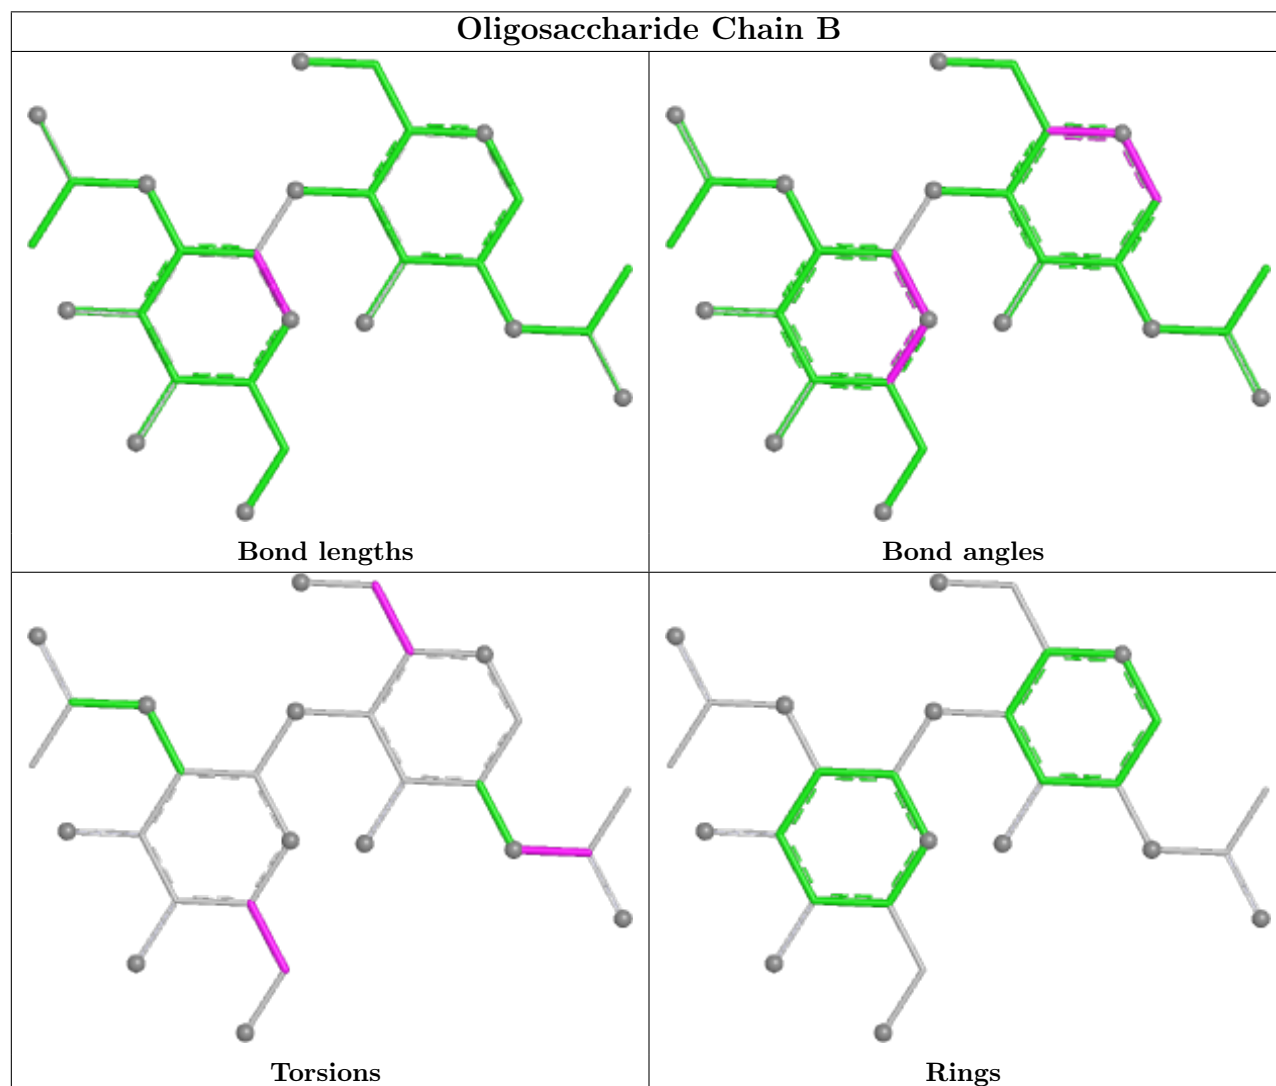 Oligosaccharide Chain B
Bond lengths
Bond angles
Torsions
Rings